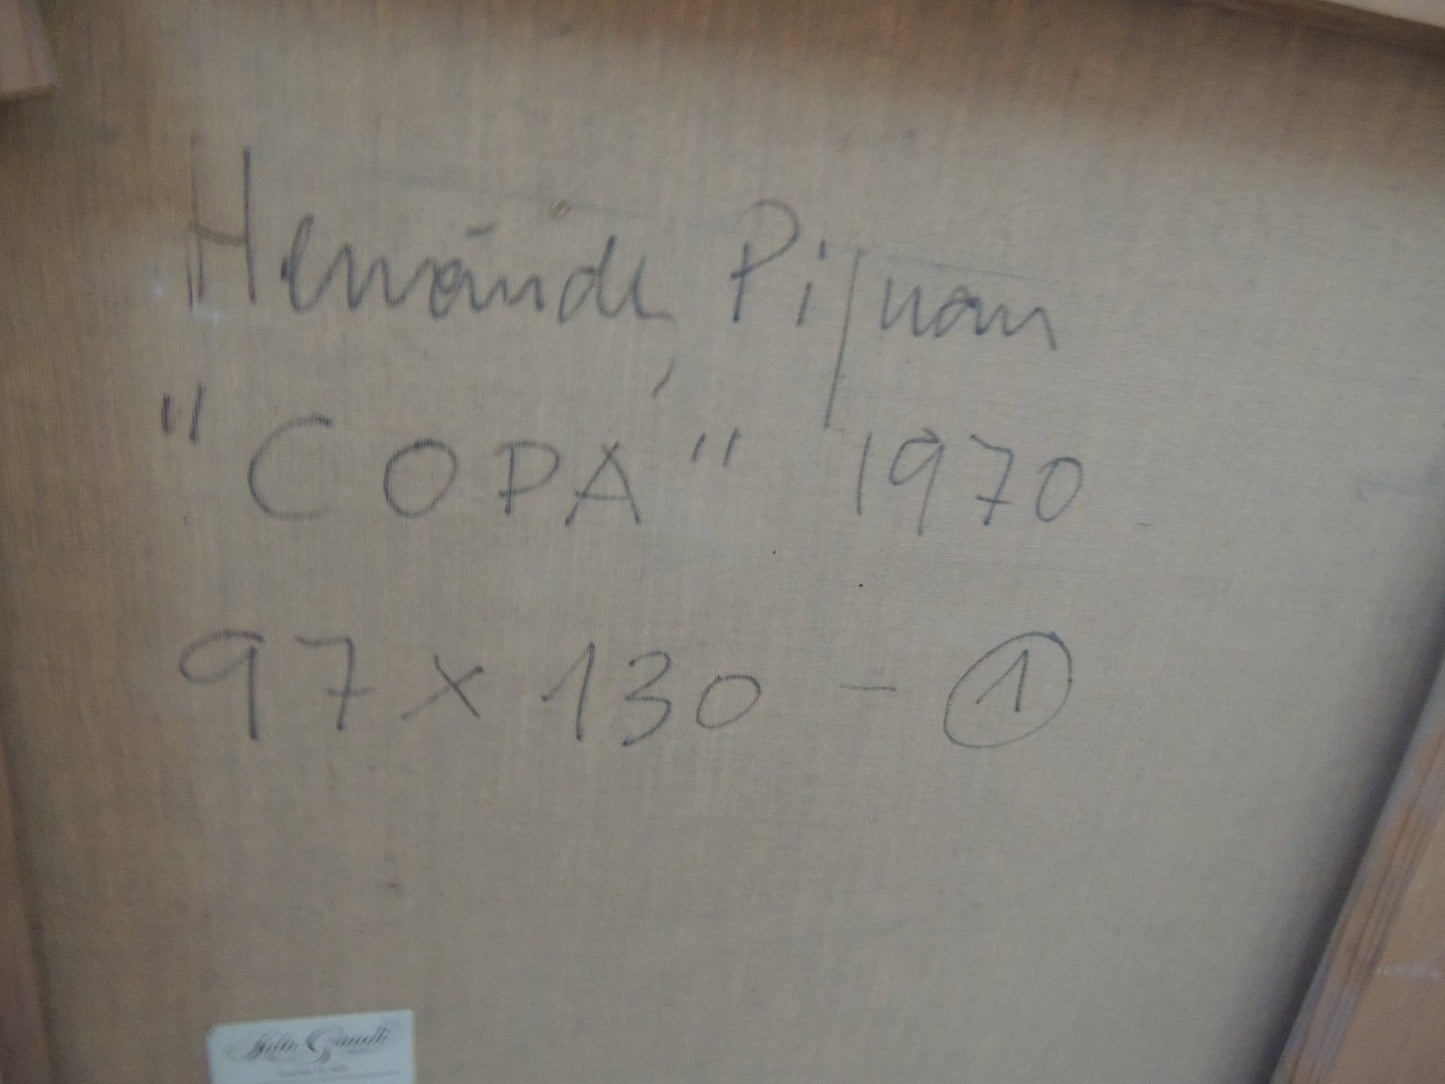 Hernández Pijuan
"COPA" 1970
97 x 130 - 1